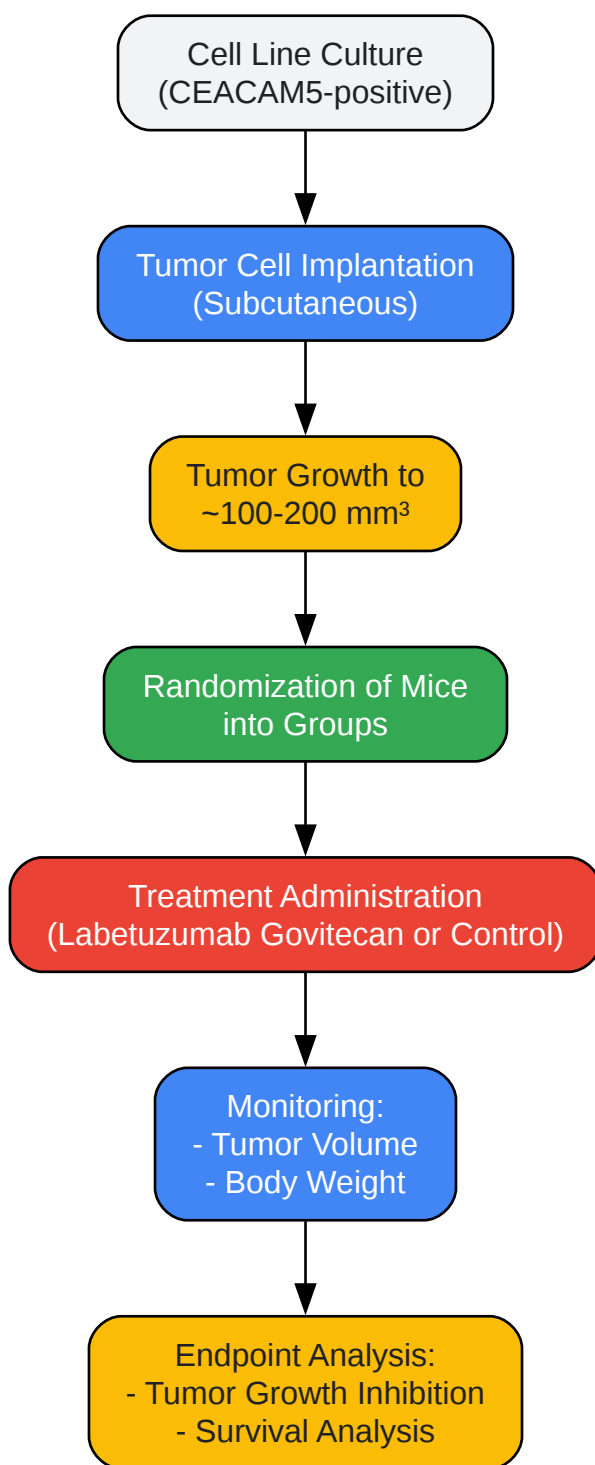 Cell Line Culture
(CEACAM5-positive)
Tumor Cell Implantation
(Subcutaneous)
Tumor Growth to
~100-200 mm³
Randomization of Mice
into Groups
Treatment Administration
(Labetuzumab Govitecan or Control)
Monitoring:
- Tumor Volume
- Body Weight
Endpoint Analysis:
- Tumor Growth Inhibition
- Survival Analysis